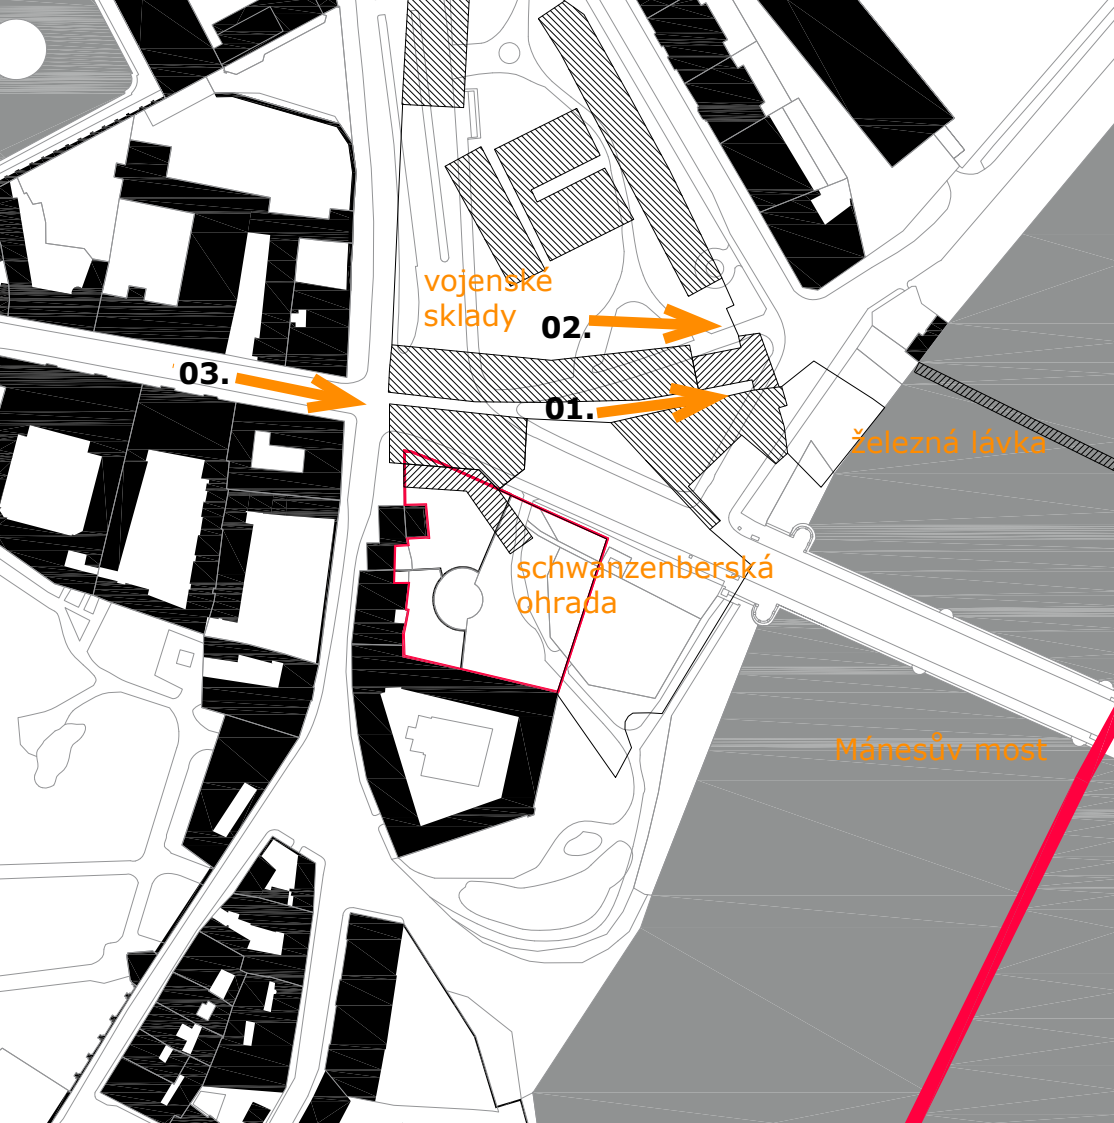 vojenské
sklady
02.
03.
01.
železná lávka
schwanzenberská
ohrada
Mánesův most